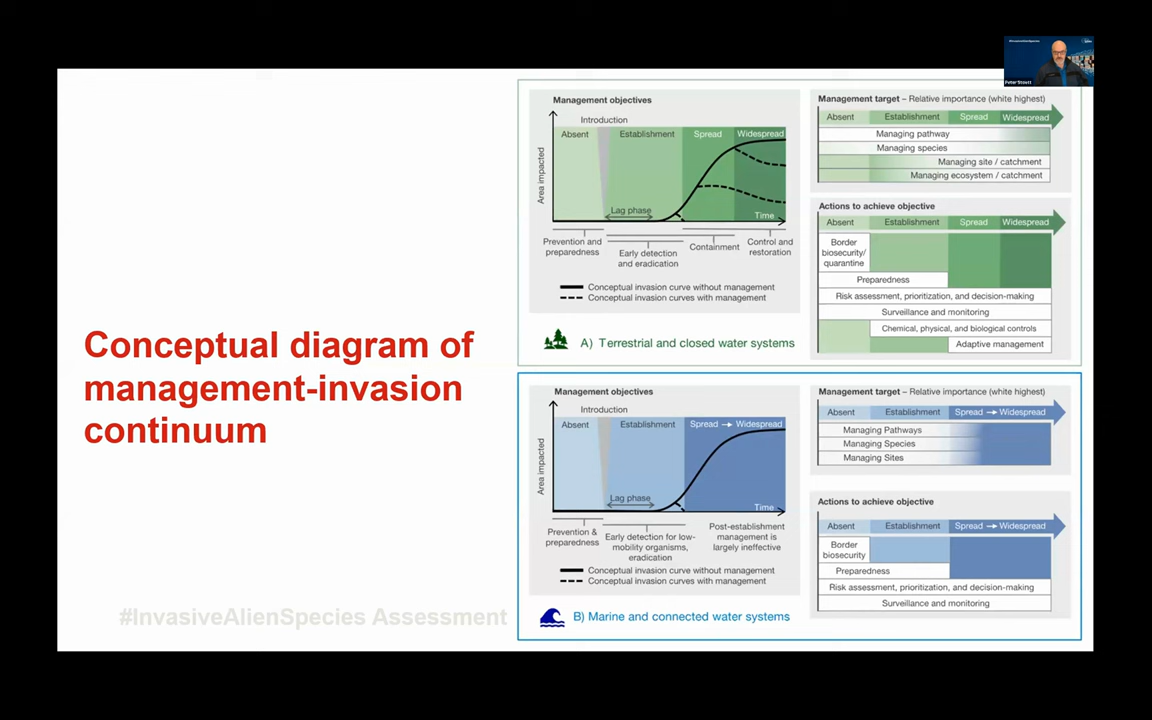 #InvasiveAlienSpecies
Peter Stoett
Conceptual diagram of
management-invasion
continuum
#InvasiveAlienSpecies Assessment
Management objectives
Introduction
Absent
Establishment
Spread
Widespread
Area impacted
Lag phase
Time
Prevention and
preparedness
Early detection
and eradication
Containment
Control and
restoration
Conceptual invasion curve without management
Conceptual invasion curves with management
A) Terrestrial and closed water systems
Management target – Relative importance (white highest)
Absent
Establishment
Spread
Widespread
Managing pathway
Managing species
Managing site / catchment
Managing ecosystem / catchment
Actions to achieve objective
Absent
Establishment
Spread
Widespread
Border
biosecurity/
quarantine
Preparedness
Risk assessment, prioritization, and decision-making
Surveillance and monitoring
Chemical, physical, and biological controls
Adaptive management
Management objectives
Introduction
Absent
Establishment
Spread → Widespread
Area impacted
Lag phase
Time
Prevention &
preparedness
Early detection for low-
mobility organisms,
eradication
Post-establishment
management is
largely ineffective
Conceptual invasion curve without management
Conceptual invasion curves with management
B) Marine and connected water systems
Management target – Relative importance (white highest)
Absent
Establishment
Spread → Widespread
Managing Pathways
Managing Species
Managing Sites
Actions to achieve objective
Absent
Establishment
Spread → Widespread
Border
biosecurity
Preparedness
Risk assessment, prioritization, and decision-making
Surveillance and monitoring